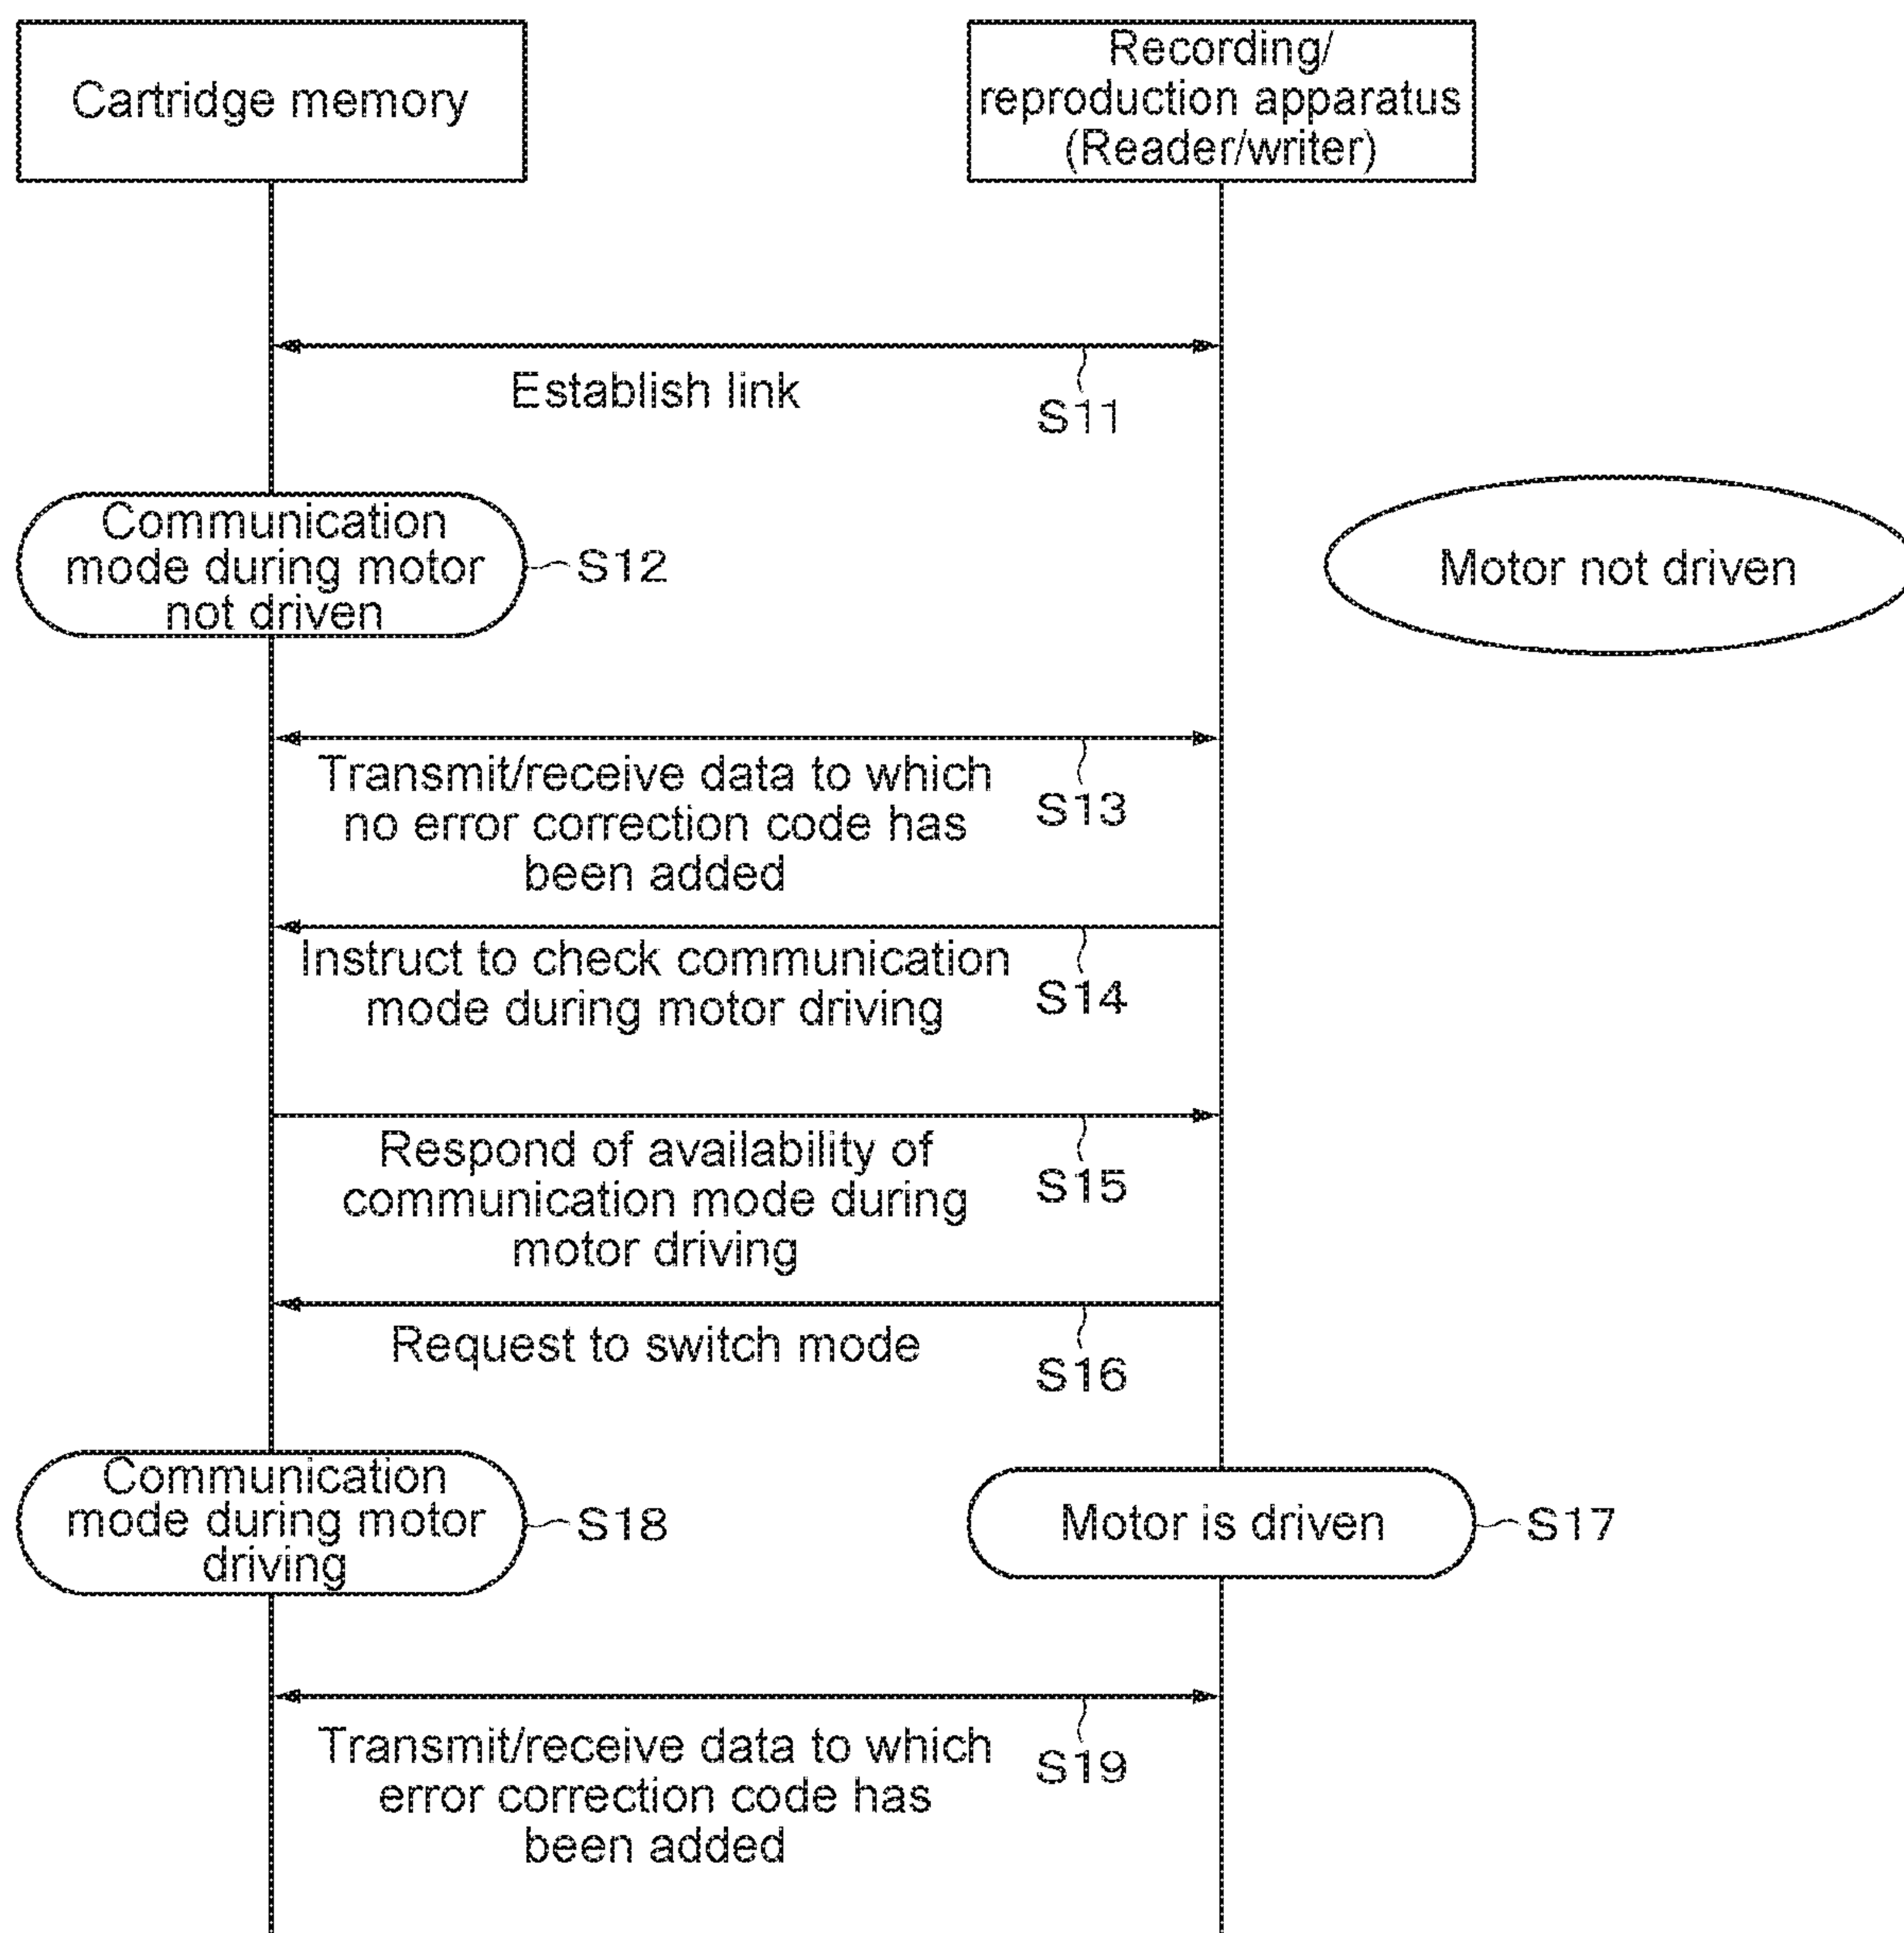 Cartridge memory
Recording/
reproduction apparatus
(Reader/writer)
Establish link
S11
Communication
mode during motor
not driven
S12
Motor not driven
Transmit/receive data to which
no error correction code has
been added
S13
Instruct to check communication
mode during motor driving
S14
Respond of availability of
communication mode during
motor driving
S15
Request to switch mode
S16
Communication
mode during motor
driving
S18
Motor is driven
S17
Transmit/receive data to which
error correction code has
been added
S19